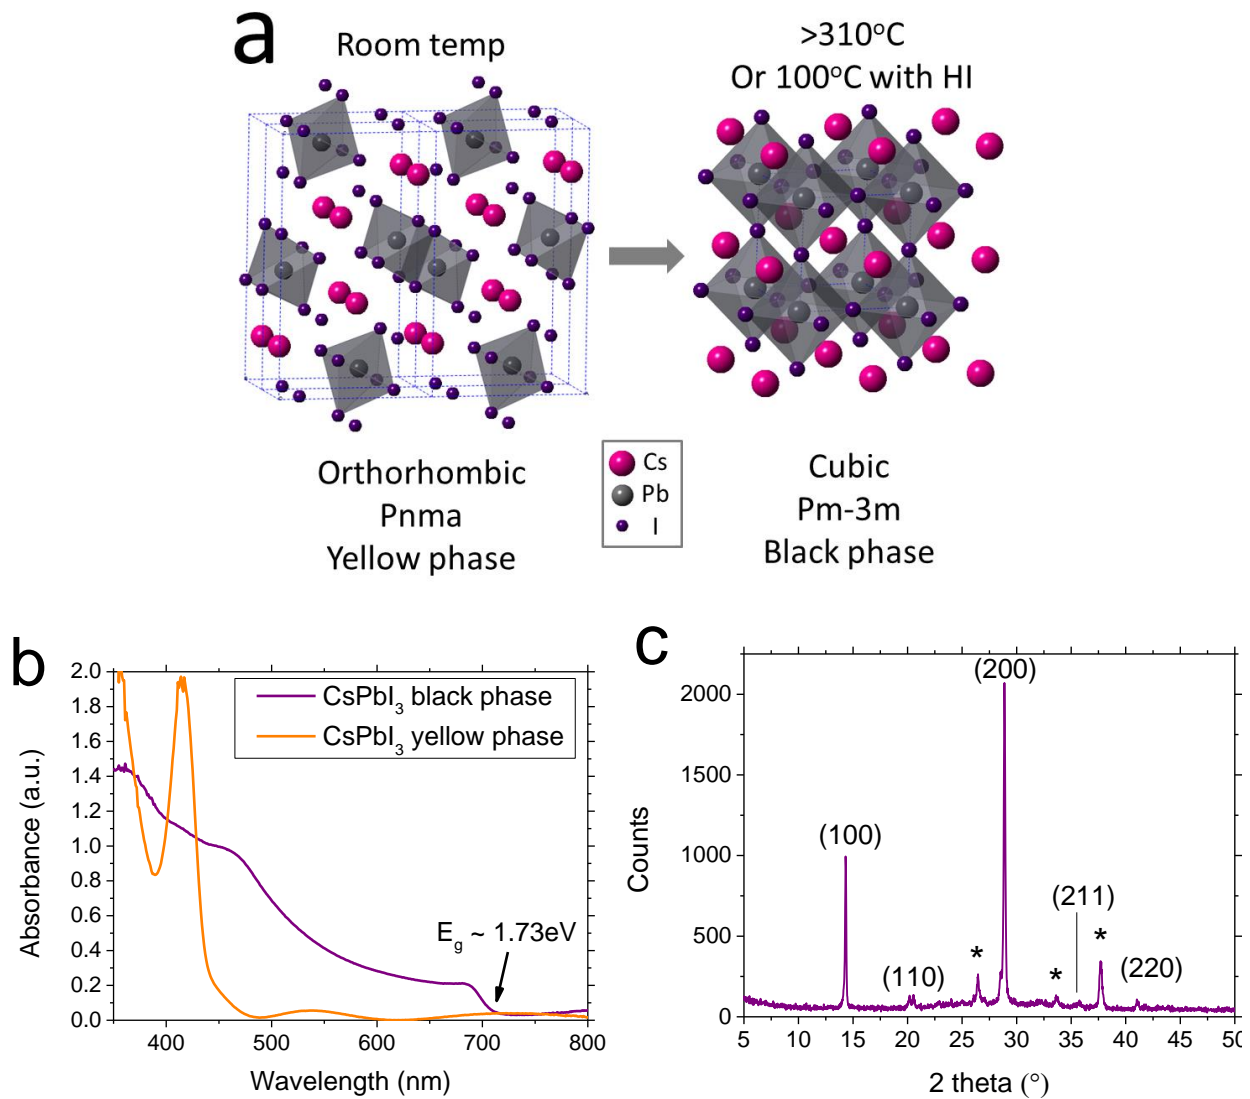 a
Room temp
>310°C
Or 100°C with HI
Orthorhombic
Pnma
Yellow phase
Cs
Pb
I
Cubic
Pm-3m
Black phase
b
2.0
1.8
1.6
1.4
1.2
1.0
0.8
0.6
0.4
0.2
0.0
Absorbance (a.u.)
CsPbI₃ black phase
CsPbI₃ yellow phase
E_g ~ 1.73eV
400 500 600 700 800
Wavelength (nm)
c
2000
1500
1000
500
0
Counts
(100)
(110)
*
(200)
*
(211)
*
(220)
5 10 15 20 25 30 35 40 45 50
2 theta (°)